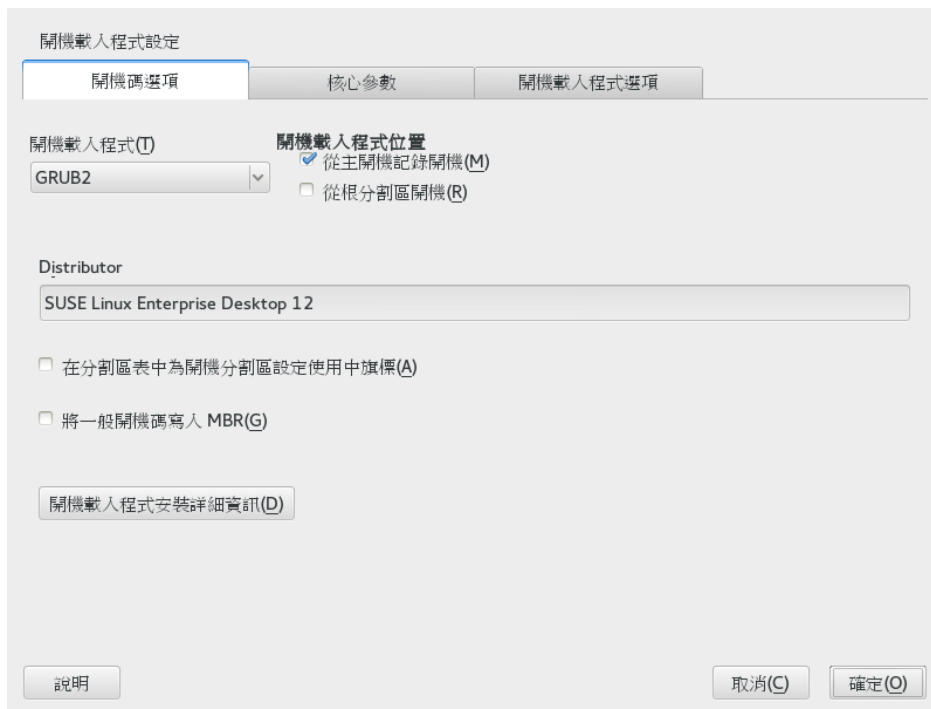 開機載入程式設定
開機碼選項
核心參數
開機載入程式選項
開機載入程式(T)
GRUB2
開機載入程式位置
從主開機記錄開機(M)
從根分割區開機(R)
Distributor
SUSE Linux Enterprise Desktop 12
在分割區表中為開機分割區設定使用中旗標(A)
將一般開機碼寫入 MBR(G)
開機載入程式安裝詳細資訊(D)
說明
取消(C)
確定(O)